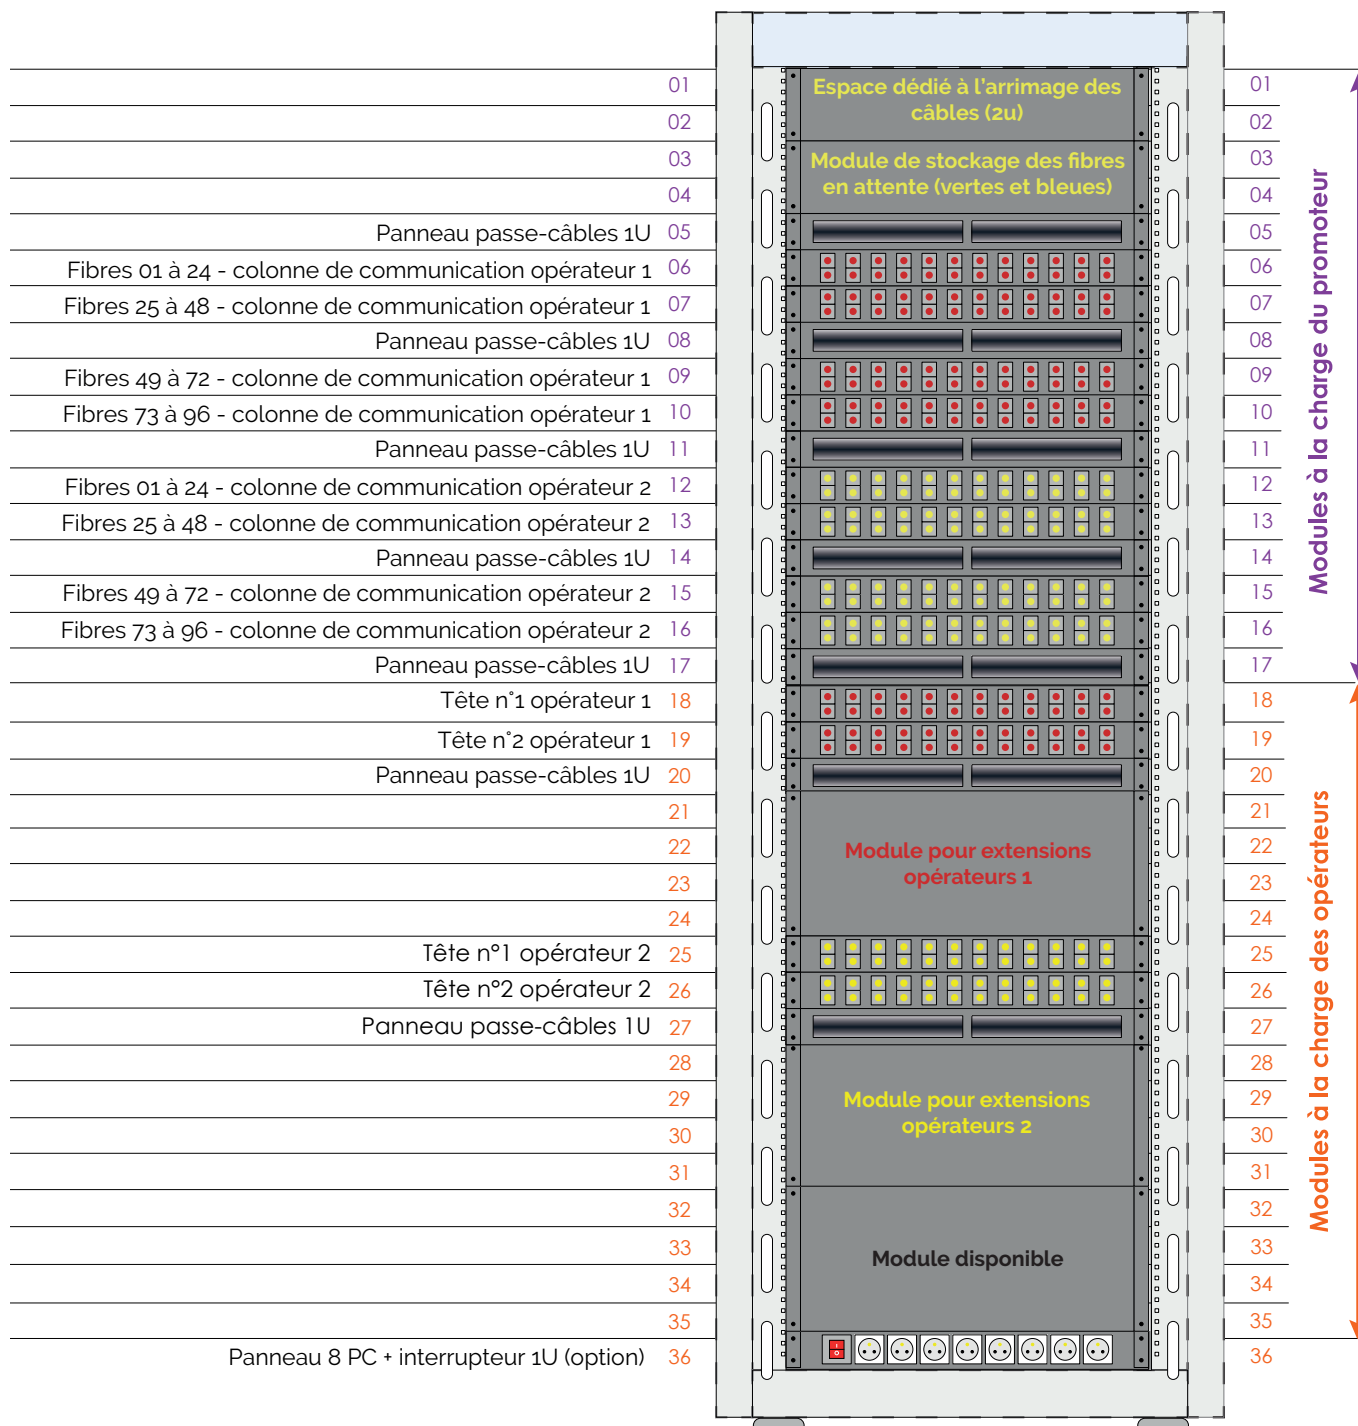 01 Espace dédié à l'arrimage des 01
câbles (2u)
02 02
03 Module de stockage des fibres 03
en attente (vertes et bleues)
04 04
Panneau passe-câbles 1U 05 05
Fibres 01 à 24 - colonne de communication opérateur 1 06 06
Fibres 25 à 48 - colonne de communication opérateur 1 07 07
Panneau passe-câbles 1U 08 08
Fibres 49 à 72 - colonne de communication opérateur 1 09 09
Fibres 73 à 96 - colonne de communication opérateur 1 10 10
Panneau passe-câbles 1U 11 11
Fibres 01 à 24 - colonne de communication opérateur 2 12 12
Fibres 25 à 48 - colonne de communication opérateur 2 13 13
Panneau passe-câbles 1U 14 14
Fibres 49 à 72 - colonne de communication opérateur 2 15 15
Fibres 73 à 96 - colonne de communication opérateur 2 16 16
Panneau passe-câbles 1U 17 17
Modules à la charge du promoteur
Tête n°1 opérateur 1 18 18
Tête n°2 opérateur 1 19 19
Panneau passe-câbles 1U 20 20
21 21
22 Module pour extensions 22
opérateurs 1
23 23
24 24
Tête n°1 opérateur 2 25 25
Tête n°2 opérateur 2 26 26
Panneau passe-câbles 1U 27 27
28 28
29 Module pour extensions 29
opérateurs 2
30 30
31 31
32 32
33 Module disponible 33
34 34
35 35
Modules à la charge des opérateurs
Panneau 8 PC + interrupteur 1U (option) 36 36